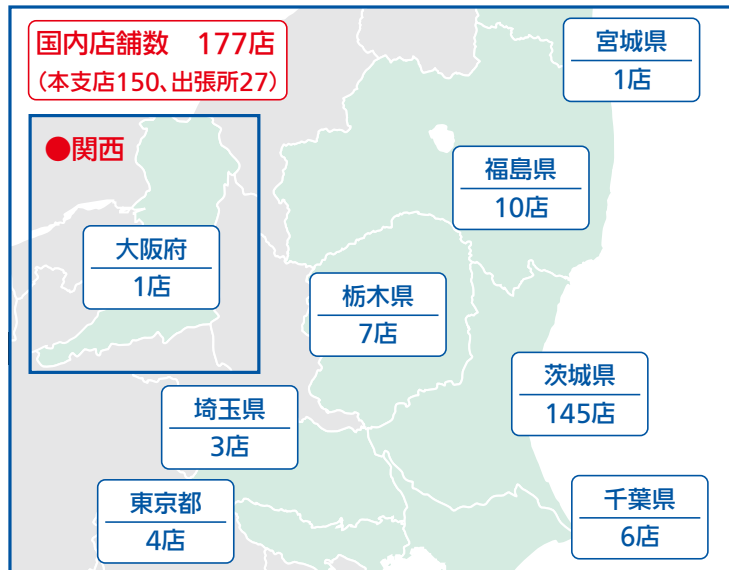 国内店舗数 177店
(本支店150、出張所27)
宮城県
1店
●関西
福島県
10店
大阪府
1店
栃木県
7店
茨城県
145店
埼玉県
3店
東京都
4店
千葉県
6店